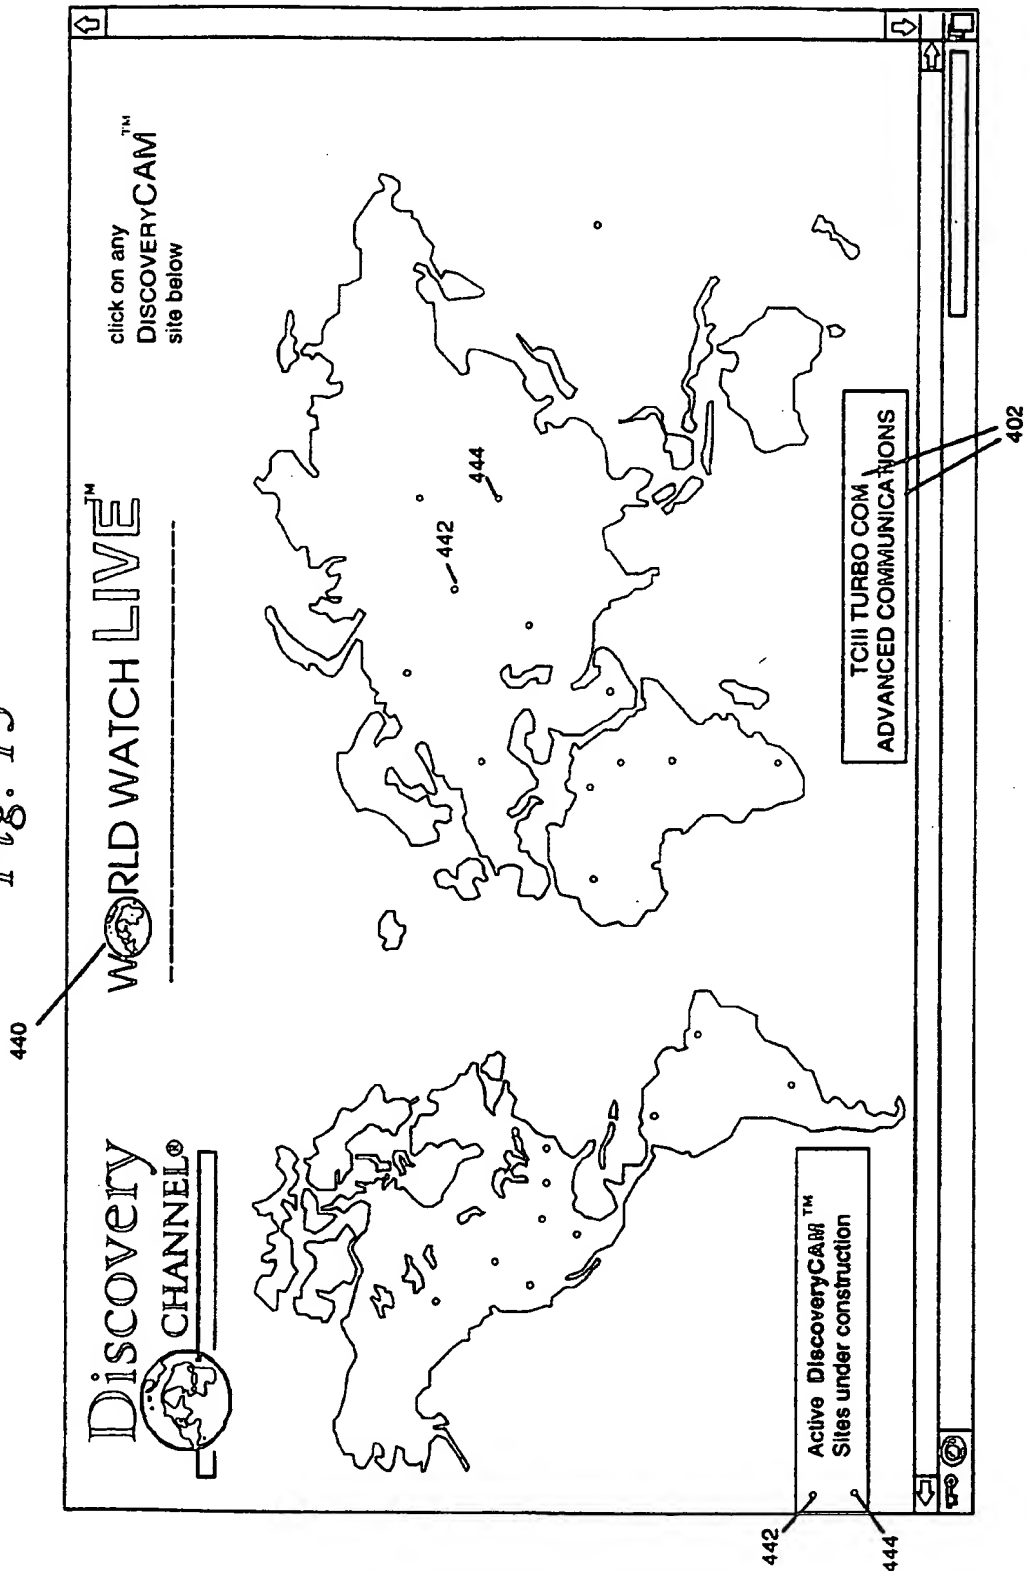 440
Discovery
CHANNEL®
WORLD WATCH LIVE™
click on any
DISCOVERYCAM™
site below
442
444
442
444
Active DiscoveryCAM™
Sites under construction
TCIII TURBO COM
ADVANCED COMMUNICATIONS
402